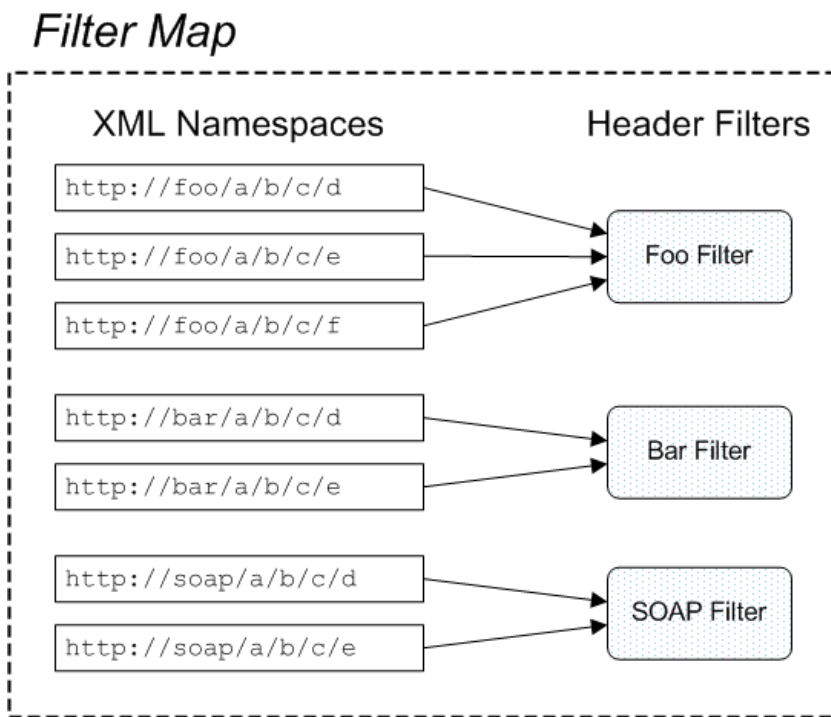 Filter Map
XML Namespaces
Header Filters
http://foo/a/b/c/d
http://foo/a/b/c/e
http://foo/a/b/c/f
Foo Filter
http://bar/a/b/c/d
http://bar/a/b/c/e
Bar Filter
http://soap/a/b/c/d
http://soap/a/b/c/e
SOAP Filter